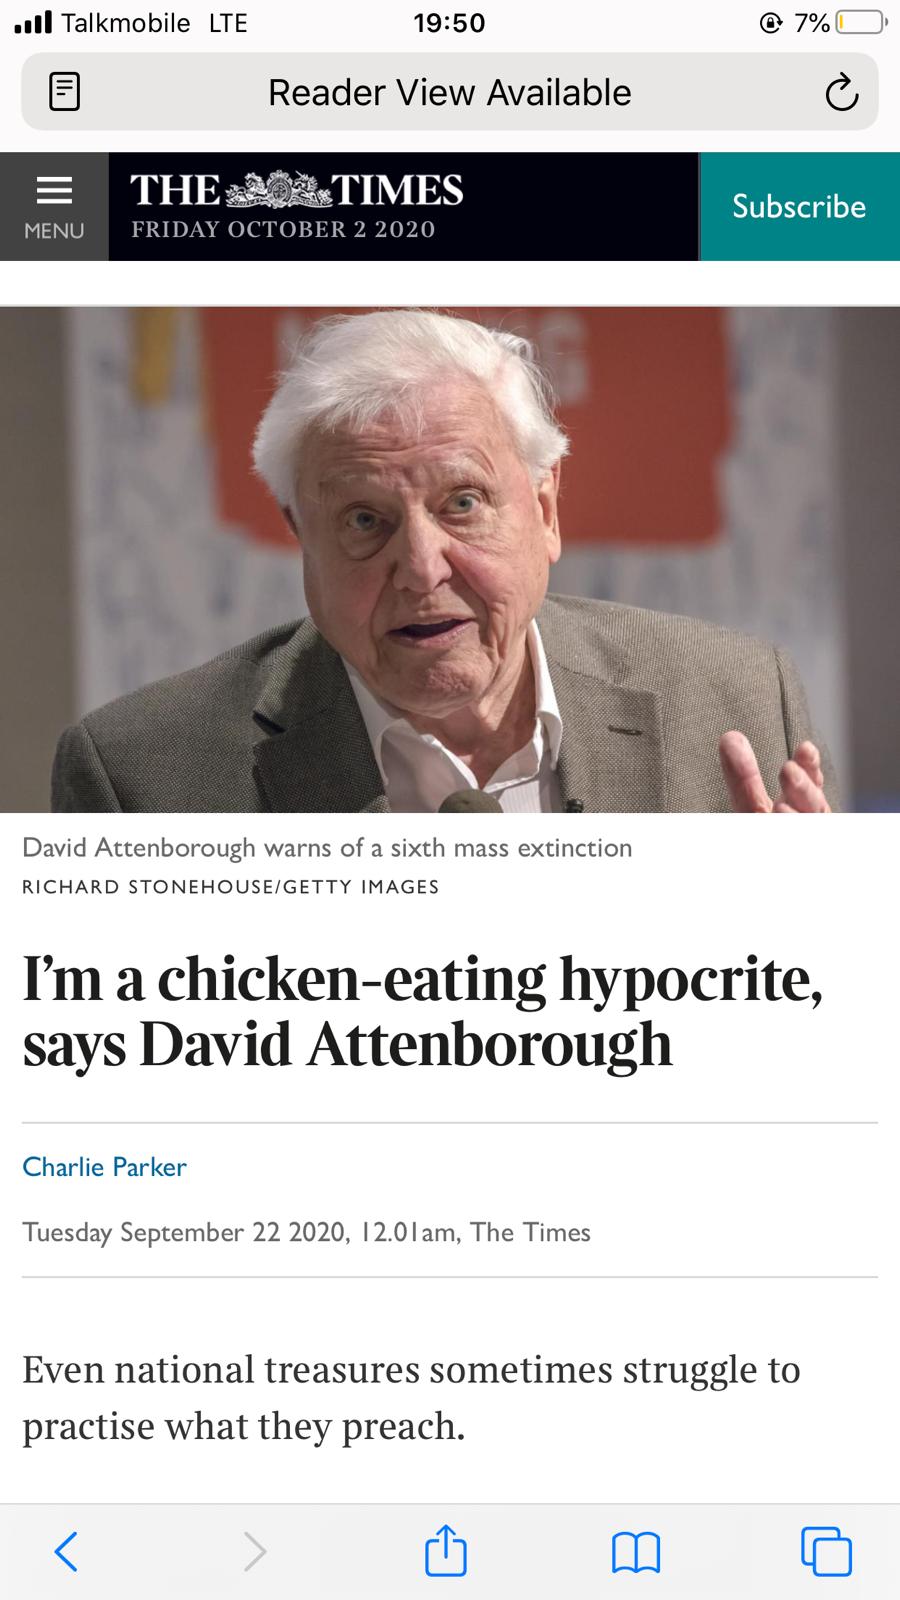 Talkmobile LTE 19:50 7%
Reader View Available
MENU
THE TIMES
FRIDAY OCTOBER 2 2020
Subscribe
David Attenborough warns of a sixth mass extinction
RICHARD STONEHOUSE/GETTY IMAGES
I’m a chicken-eating hypocrite,
says David Attenborough
Charlie Parker
Tuesday September 22 2020, 12.01am, The Times
Even national treasures sometimes struggle to
practise what they preach.